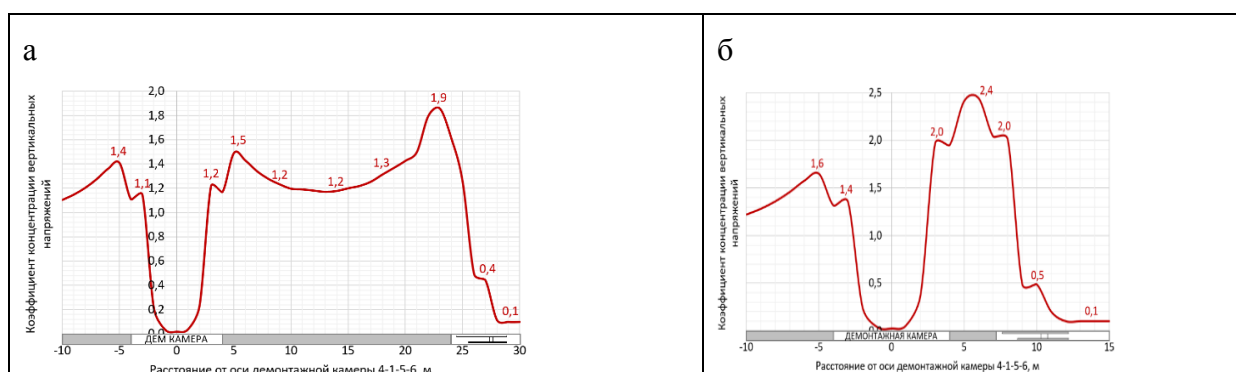 а
Коэффициент концентрации вертикальных
напряжений
2,0
1,8
1,6
1,4
1,2
1,0
0,8
0,6
0,4
0,2
0,0
1,4
1,1
1,2
1,5
1,2
1,2
1,3
1,9
0,4
0,1
ДЕМ КАМЕРА
-10 -5 0 5 10 15 20 25 30
Расстояние от оси демонтажной камеры 4-1-5-6, м
б
Коэффициент концентрации вертикальных
напряжений
2,5
2,0
1,5
1,0
0,5
0,0
1,6
1,4
2,0
2,4
2,0
0,5
0,1
ДЕМОНТАЖНАЯ КАМЕРА
-10 -5 0 5 10 15
Расстояние от оси демонтажной камеры 4-1-5-6, м